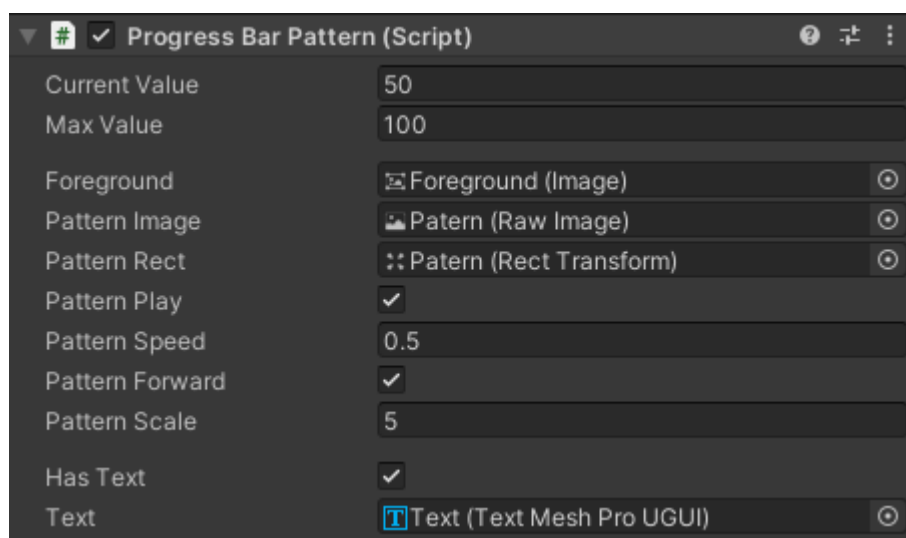 # Progress Bar Pattern (Script)
Current Value 50
Max Value 100
Foreground Foreground (Image)
Pattern Image Patern (Raw Image)
Pattern Rect Patern (Rect Transform)
Pattern Play
Pattern Speed 0.5
Pattern Forward
Pattern Scale 5
Has Text
Text T Text (Text Mesh Pro UGUI)